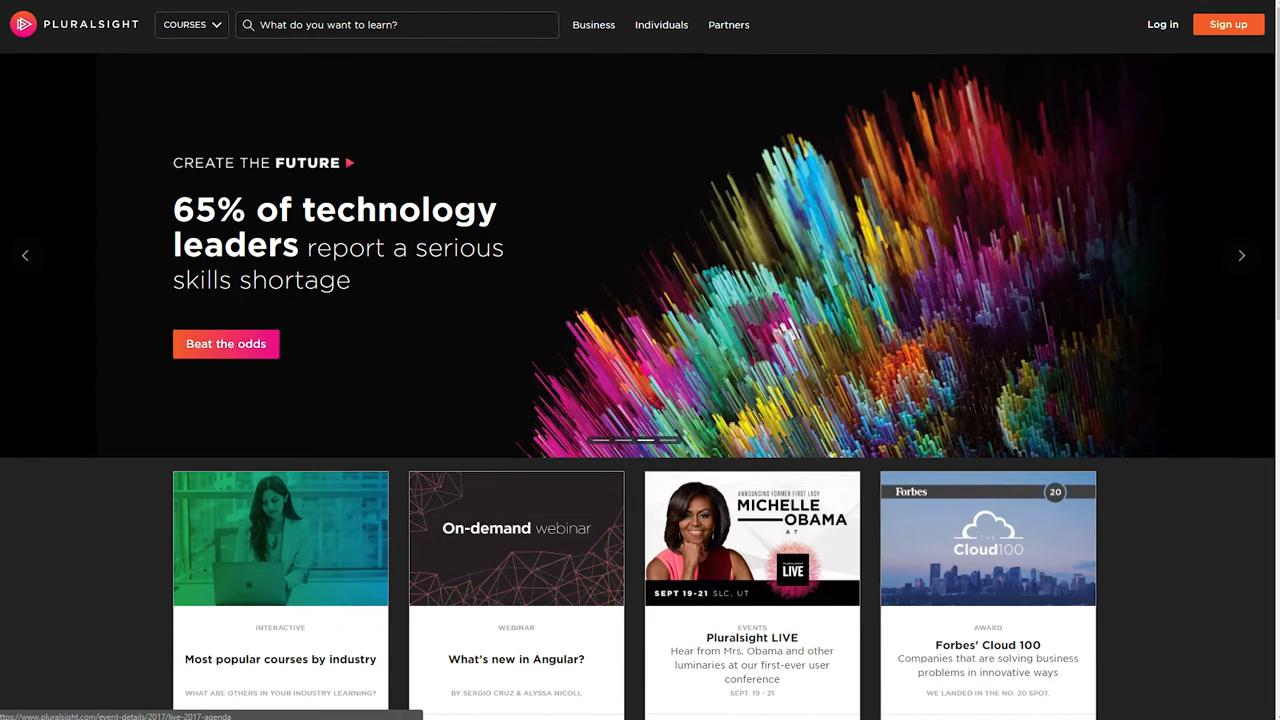 PLURALSIGHT
COURSES
What do you want to learn?
Business
Individuals
Partners
Log in
Sign up
CREATE THE FUTURE
65% of technology
leaders report a serious
skills shortage
Beat the odds
On-demand webinar
ANNOUNCING FORMER FIRST LADY
MICHELLE
OBAMA
AT
PLURALSIGHT
LIVE
SEPT 19-21 SLC, UT
Forbes
20
THE
Cloud100
INTERACTIVE
Most popular courses by industry
WHAT ARE OTHERS IN YOUR INDUSTRY LEARNING?
WEBINAR
What's new in Angular?
BY SERGIO CRUZ & ALYSSA NICOLL
EVENTS
Pluralsight LIVE
Hear from Mrs. Obama and other
luminaries at our first-ever user
conference
SEPT. 19 - 21
AWARD
Forbes' Cloud 100
Companies that are solving business
problems in innovative ways
WE LANDED IN THE NO. 20 SPOT.
ttps://www.pluralsight.com/event-details/2017/live-2017-agenda